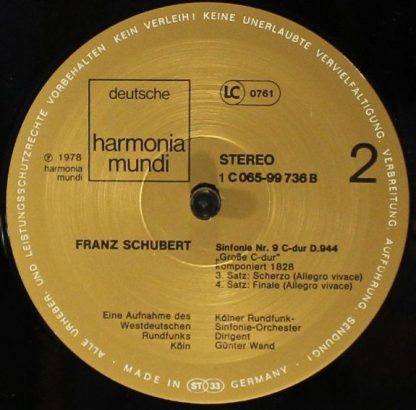 ALLE URHEBER- UND LEISTUNGSSCHUTZRECHTE VORBEHALTEN. KEIN VERLEIH! KEINE UNERLAUBTE VERVIELFÄLTIGUNG, VERBREITUNG, AUFFÜHRUNG, SENDUNG!
deutsche
harmonia
mundi
LC 0761
℗ 1978
harmonia
mundi
STEREO
1 C 065-99 736 B
2
FRANZ SCHUBERT
Sinfonie Nr. 9 C-dur D.944
„Große C-dur"
komponiert 1828
3. Satz: Scherzo (Allegro vivace)
4. Satz: Finale (Allegro vivace)
Eine Aufnahme des
Westdeutschen
Rundfunks
Köln
Kölner Rundfunk-
Sinfonie-Orchester
Dirigent
Günter Wand
MADE IN ST 33 GERMANY